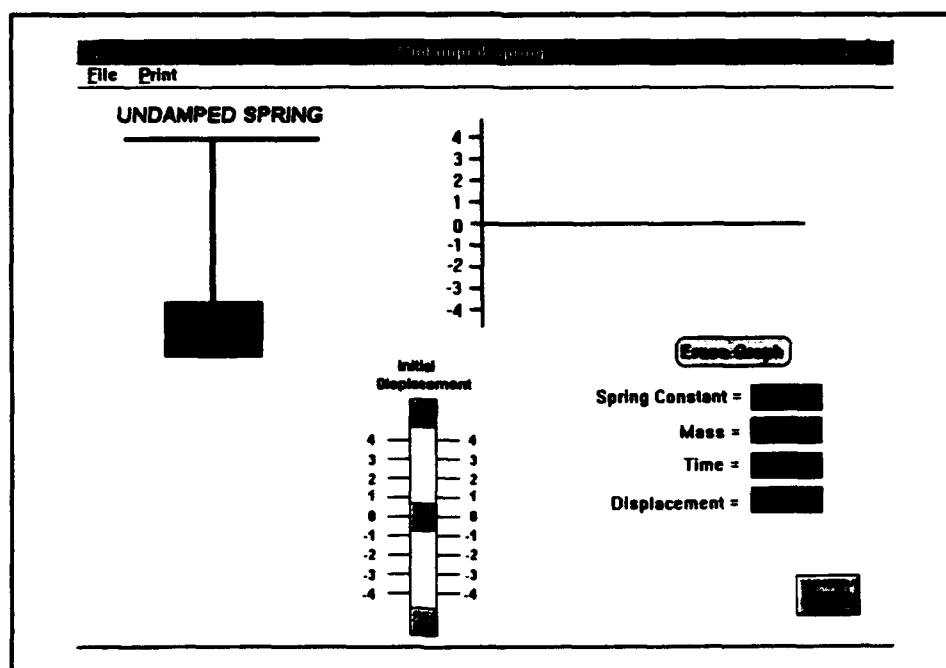 Undamped Spring
File Print
UNDAMPED SPRING
4
3
2
1
0
-1
-2
-3
-4
Erase Graph
Initial
Displacement
4 4
3 3
2 2
1 1
0 0
-1 -1
-2 -2
-3 -3
-4 -4
Spring Constant =
Mass =
Time =
Displacement =